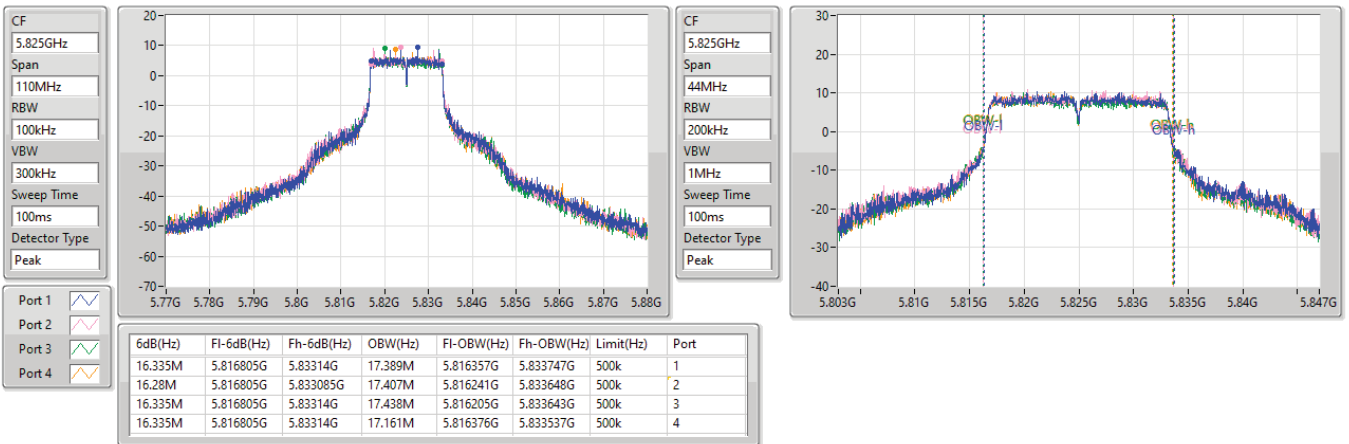 CF
5.825GHz
Span
110MHz
RBW
100kHz
VBW
300kHz
Sweep Time
100ms
Detector Type
Peak
20
10
0
-10
-20
-30
-40
-50
-60
-70
5.77G 5.78G 5.79G 5.8G 5.81G 5.82G 5.83G 5.84G 5.85G 5.86G 5.87G 5.88G
CF
5.825GHz
Span
44MHz
RBW
200kHz
VBW
1MHz
Sweep Time
100ms
Detector Type
Peak
30
20
10
0
-10
-20
-30
-40
OBW-l
OBW-h
5.803G 5.81G 5.815G 5.82G 5.825G 5.83G 5.835G 5.84G 5.847G
Port 1
Port 2
Port 3
Port 4
6dB(Hz) Fl-6dB(Hz) Fh-6dB(Hz) OBW(Hz) Fl-OBW(Hz) Fh-OBW(Hz) Limit(Hz) Port
16.335M 5.816805G 5.83314G 17.389M 5.816357G 5.833747G 500k 1
16.28M 5.816805G 5.833085G 17.407M 5.816241G 5.833648G 500k 2
16.335M 5.816805G 5.83314G 17.438M 5.816205G 5.833643G 500k 3
16.335M 5.816805G 5.83314G 17.161M 5.816376G 5.833537G 500k 4